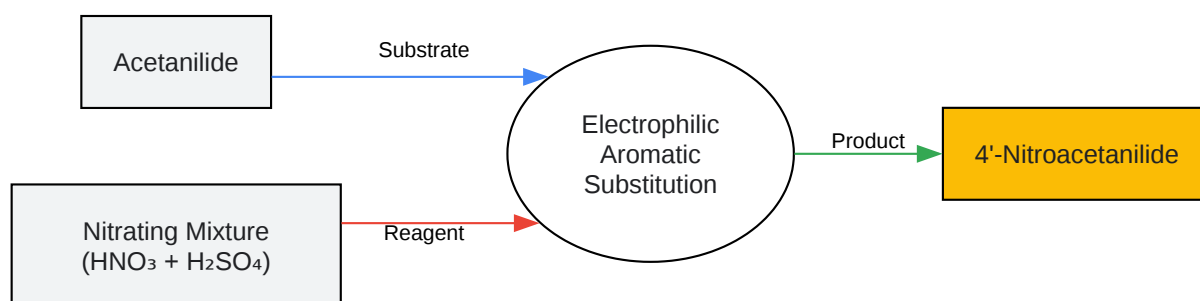 Acetanilide
Substrate
Electrophilic
Aromatic
Substitution
Product
4'-Nitroacetanilide
Nitrating Mixture
(HNO₃ + H₂SO₄)
Reagent